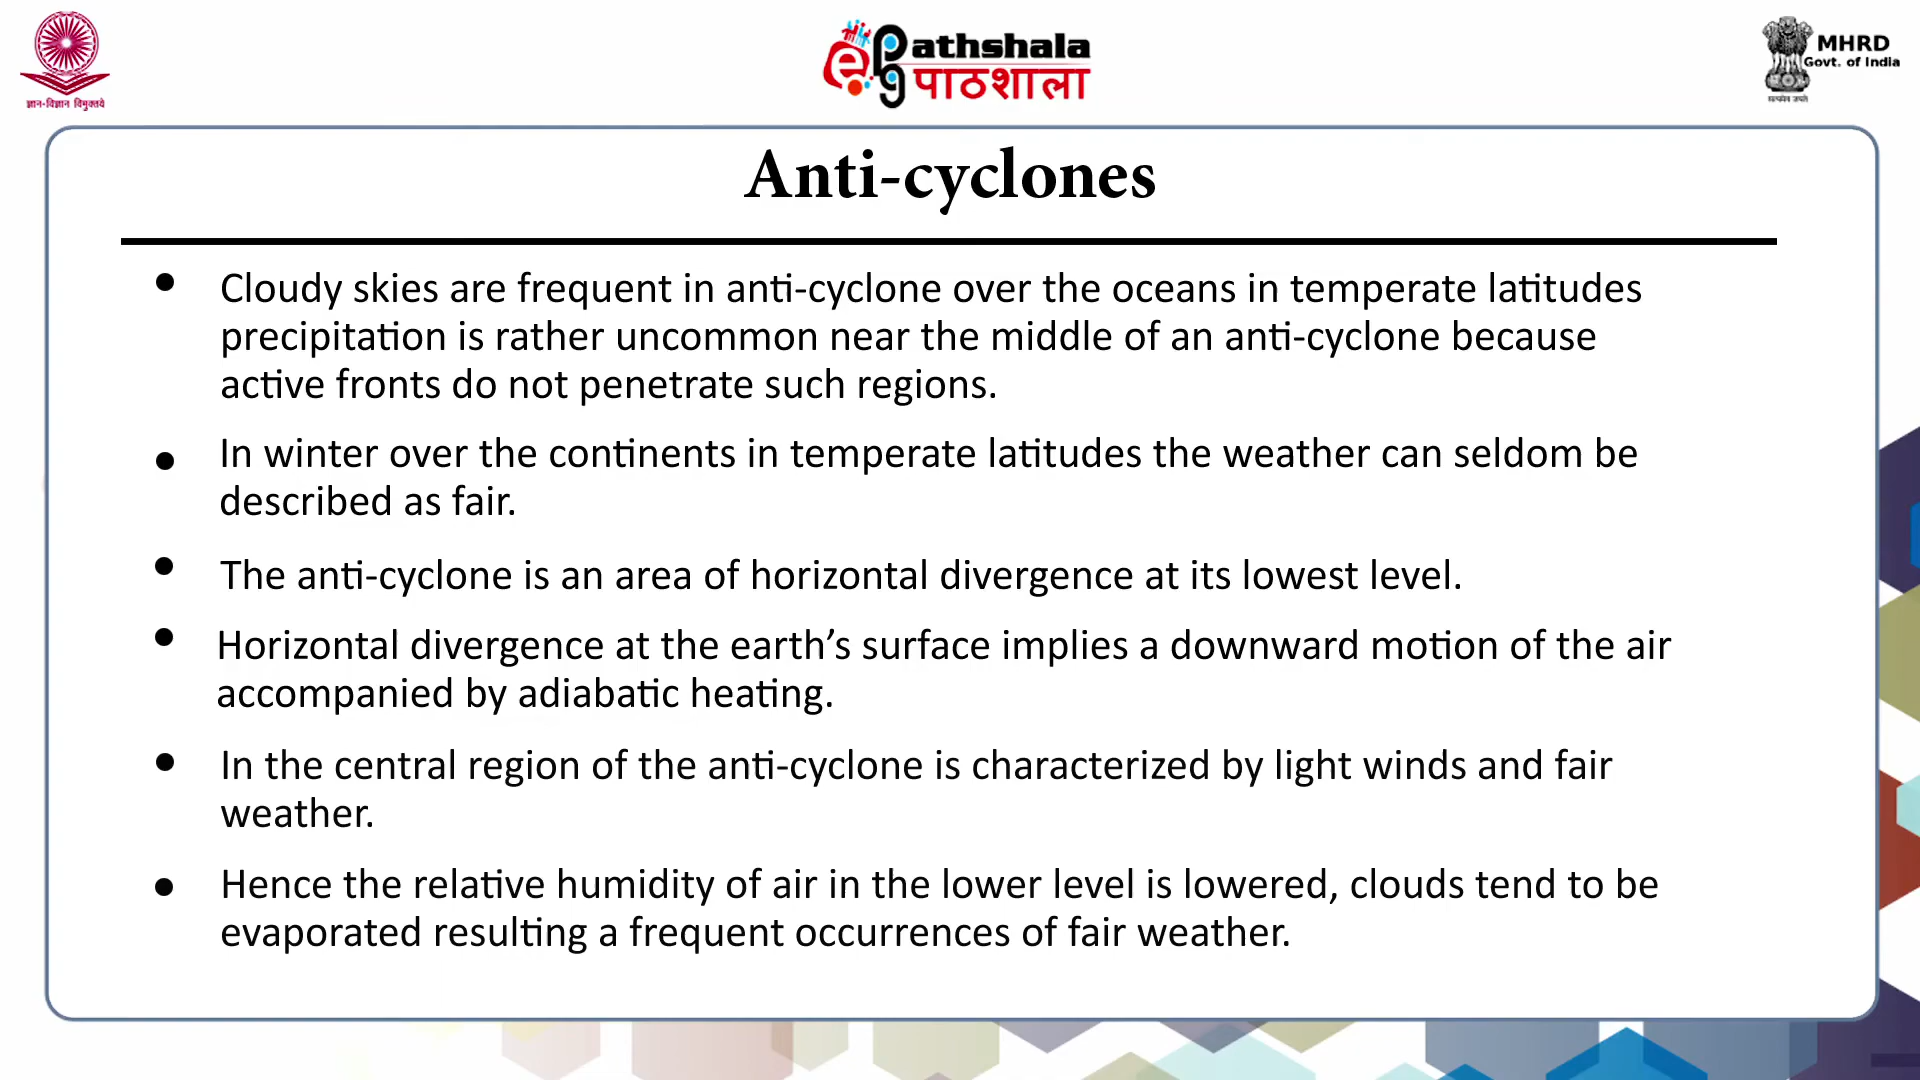 ज्ञान-विज्ञान विमुक्तये
ePGathshala
पाठशाला
MHRD
Govt. of India
सत्यमेव जयते
Anti-cyclones
• Cloudy skies are frequent in anti-cyclone over the oceans in temperate latitudes
precipitation is rather uncommon near the middle of an anti-cyclone because
active fronts do not penetrate such regions.
• In winter over the continents in temperate latitudes the weather can seldom be
described as fair.
• The anti-cyclone is an area of horizontal divergence at its lowest level.
• Horizontal divergence at the earth’s surface implies a downward motion of the air
accompanied by adiabatic heating.
• In the central region of the anti-cyclone is characterized by light winds and fair
weather.
• Hence the relative humidity of air in the lower level is lowered, clouds tend to be
evaporated resulting a frequent occurrences of fair weather.